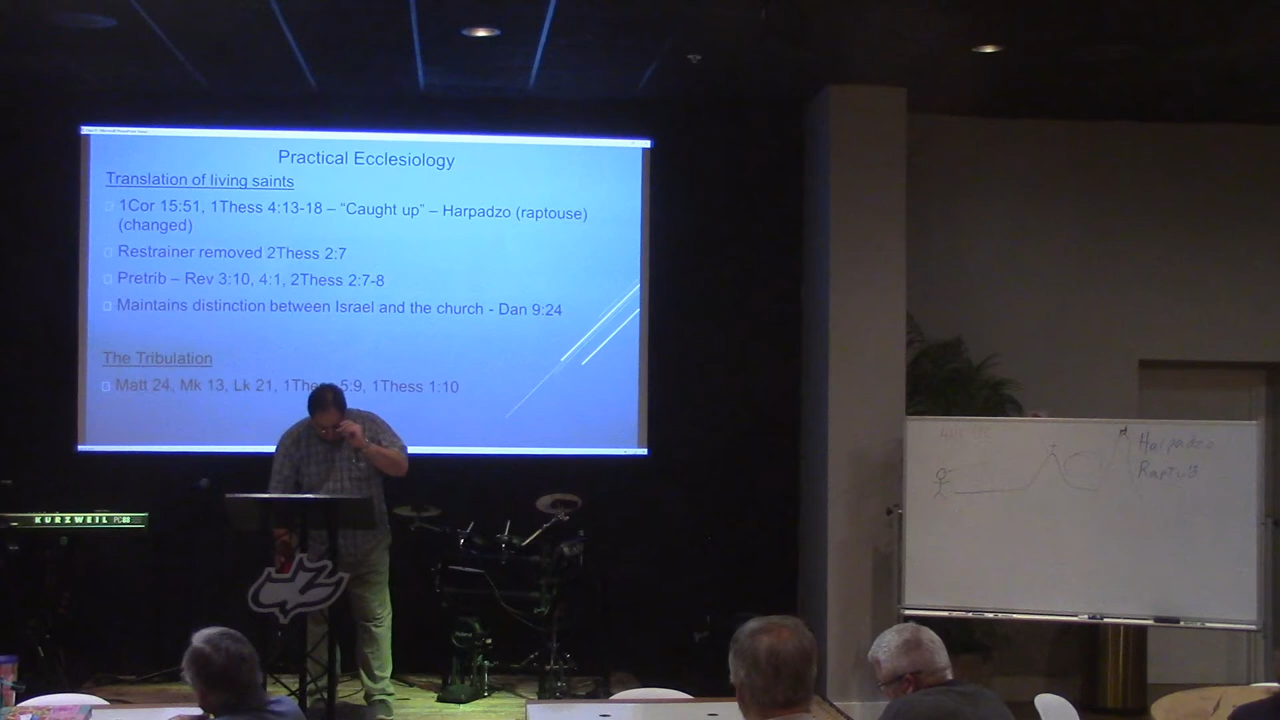 Practical Ecclesiology
Translation of living saints
1Cor 15:51, 1Thess 4:13-18 – “Caught up” – Harpadzo (raptouse)
(changed)
Restrainer removed 2Thess 2:7
Pretrib – Rev 3:10, 4:1, 2Thess 2:7-8
Maintains distinction between Israel and the church - Dan 9:24
The Tribulation
Matt 24, Mk 13, Lk 21, 1Thess 5:9, 1Thess 1:10
Harpadzo
KURZWEIL PC88
Roland